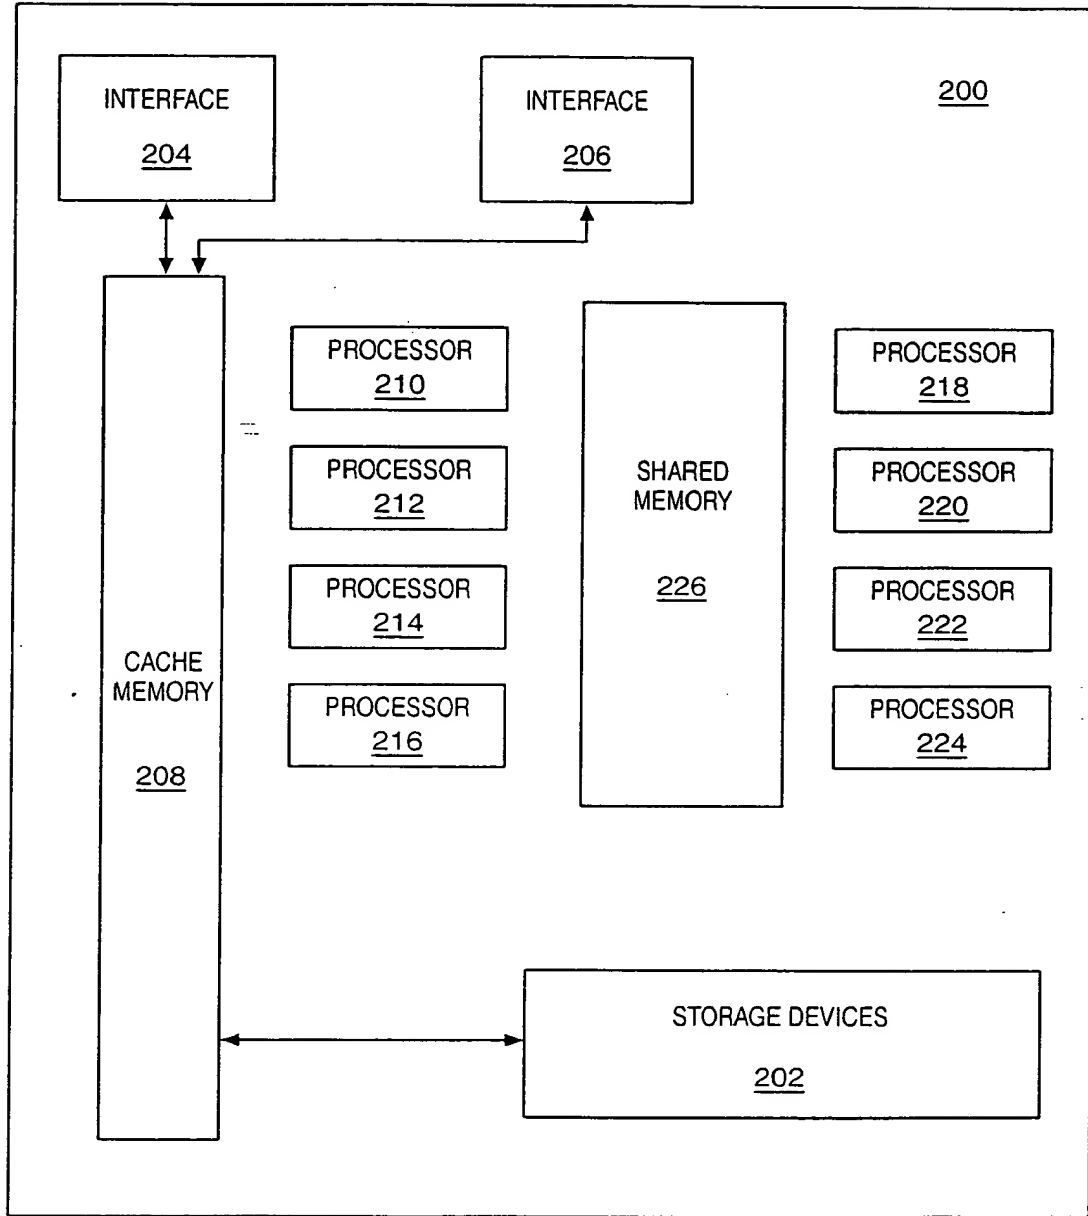 INTERFACE
204
INTERFACE
206
200
PROCESSOR
210
PROCESSOR
212
PROCESSOR
214
PROCESSOR
216
CACHE
MEMORY
208
SHARED
MEMORY
226
PROCESSOR
218
PROCESSOR
220
PROCESSOR
222
PROCESSOR
224
STORAGE DEVICES
202